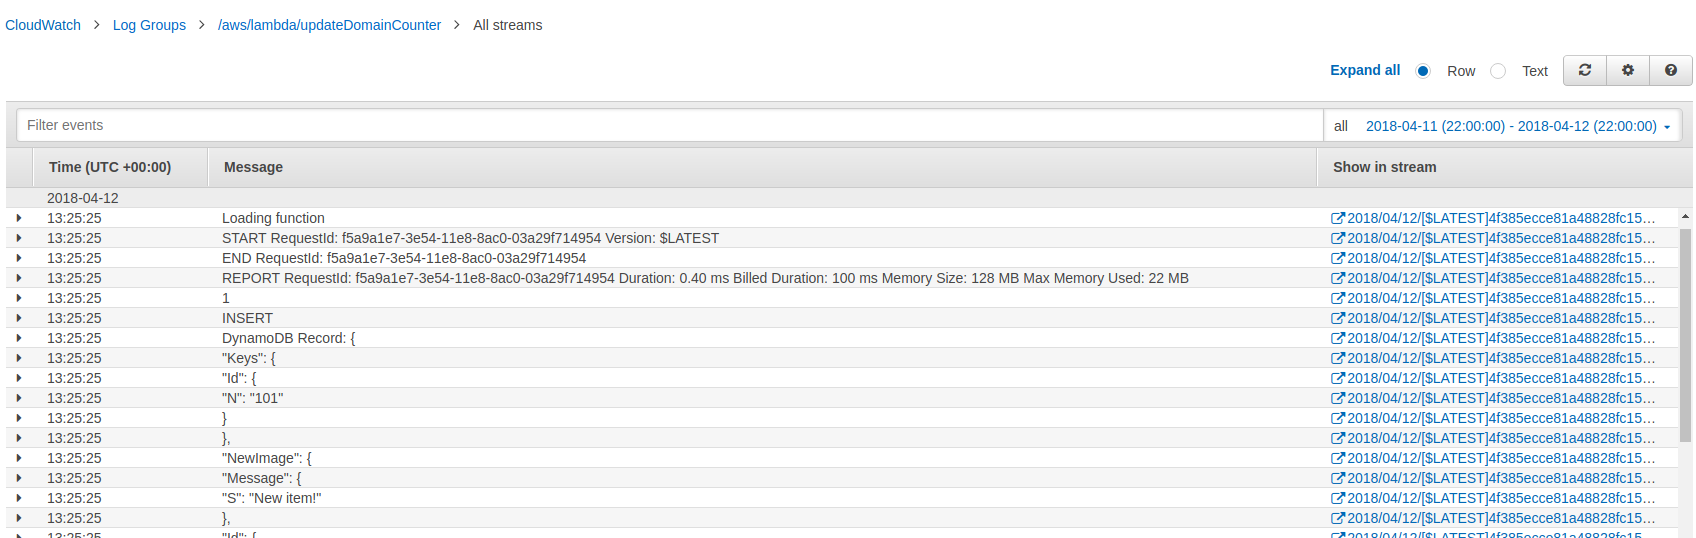 CloudWatch > Log Groups > /aws/lambda/updateDomainCounter > All streams
Expand all Row Text
Filter events all 2018-04-11 (22:00:00) - 2018-04-12 (22:00:00)
Time (UTC +00:00) Message Show in stream
2018-04-12
13:25:25 Loading function 2018/04/12/[$LATEST]4f385ecce81a48828fc15…
13:25:25 START RequestId: f5a9a1e7-3e54-11e8-8ac0-03a29f714954 Version: $LATEST 2018/04/12/[$LATEST]4f385ecce81a48828fc15…
13:25:25 END RequestId: f5a9a1e7-3e54-11e8-8ac0-03a29f714954 2018/04/12/[$LATEST]4f385ecce81a48828fc15…
13:25:25 REPORT RequestId: f5a9a1e7-3e54-11e8-8ac0-03a29f714954 Duration: 0.40 ms Billed Duration: 100 ms Memory Size: 128 MB Max Memory Used: 22 MB 2018/04/12/[$LATEST]4f385ecce81a48828fc15…
13:25:25 1 2018/04/12/[$LATEST]4f385ecce81a48828fc15…
13:25:25 INSERT 2018/04/12/[$LATEST]4f385ecce81a48828fc15…
13:25:25 DynamoDB Record: { 2018/04/12/[$LATEST]4f385ecce81a48828fc15…
13:25:25 "Keys": { 2018/04/12/[$LATEST]4f385ecce81a48828fc15…
13:25:25 "Id": { 2018/04/12/[$LATEST]4f385ecce81a48828fc15…
13:25:25 "N": "101" 2018/04/12/[$LATEST]4f385ecce81a48828fc15…
13:25:25 } 2018/04/12/[$LATEST]4f385ecce81a48828fc15…
13:25:25 }, 2018/04/12/[$LATEST]4f385ecce81a48828fc15…
13:25:25 "NewImage": { 2018/04/12/[$LATEST]4f385ecce81a48828fc15…
13:25:25 "Message": { 2018/04/12/[$LATEST]4f385ecce81a48828fc15…
13:25:25 "S": "New item!" 2018/04/12/[$LATEST]4f385ecce81a48828fc15…
13:25:25 }, 2018/04/12/[$LATEST]4f385ecce81a48828fc15…
13:25:25 "Id": { 2018/04/12/[$LATEST]4f385ecce81a48828fc15…